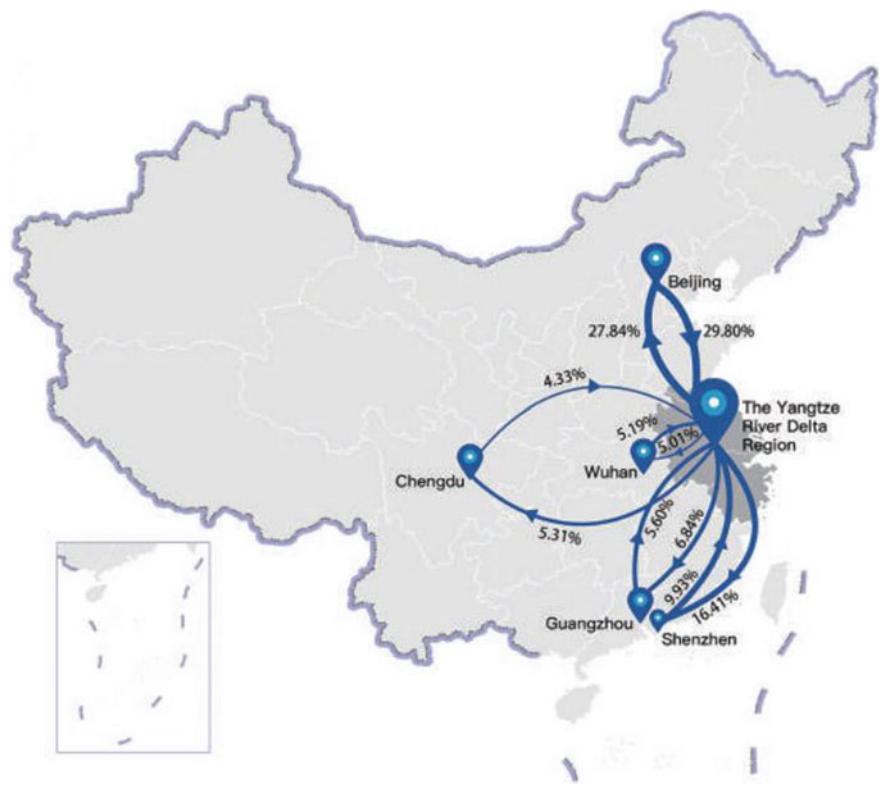 Beijing
27.84%
29.80%
4.33%
The Yangtze
River Delta
Region
5.19%
5.01%
Wuhan
Chengdu
5.31%
5.60%
6.84%
9.93%
16.41%
Guangzhou
Shenzhen